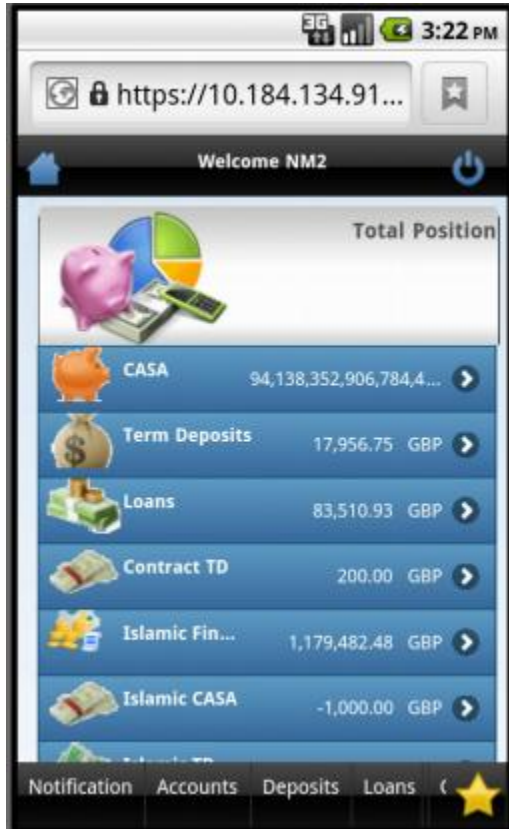 3G 3:22 PM
https://10.184.134.91...
Welcome NM2
Total Position
CASA 94,138,352,906,784,4...
Term Deposits 17,956.75 GBP
Loans 83,510.93 GBP
Contract TD 200.00 GBP
Islamic Fin... 1,179,482.48 GBP
Islamic CASA -1,000.00 GBP
Notification Accounts Deposits Loans